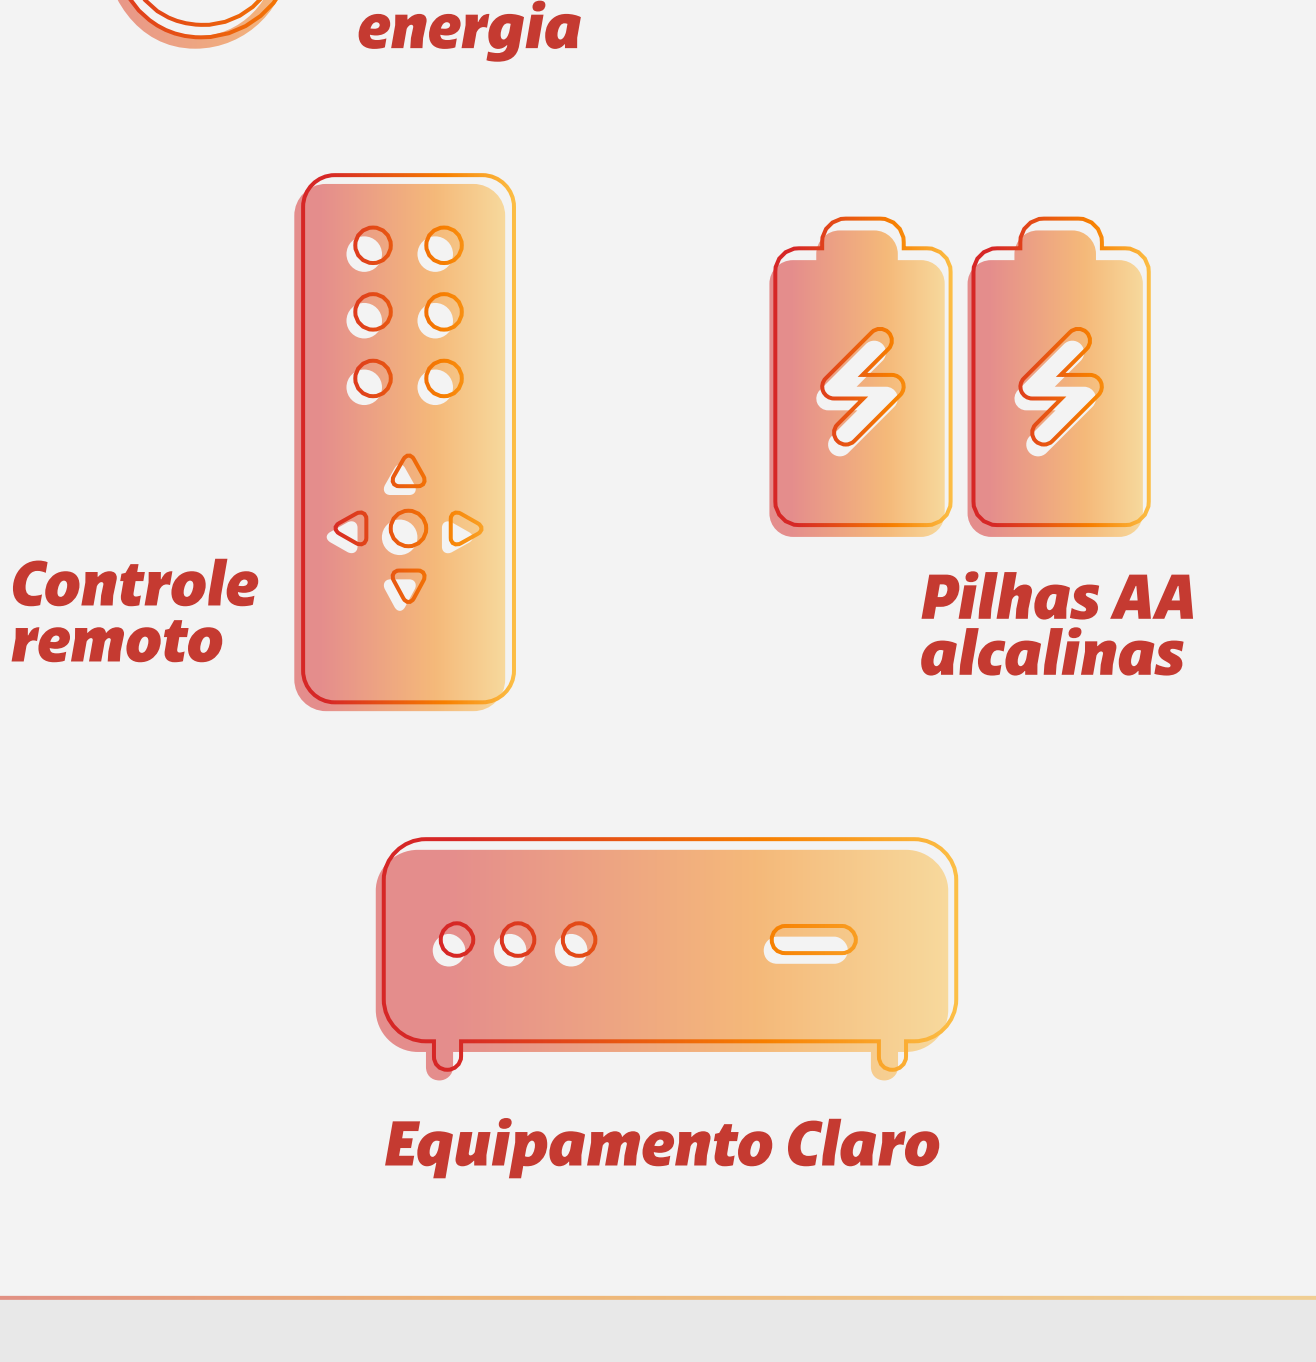 energia
Controle
remoto
Pilhas AA
alcalinas
Equipamento Claro